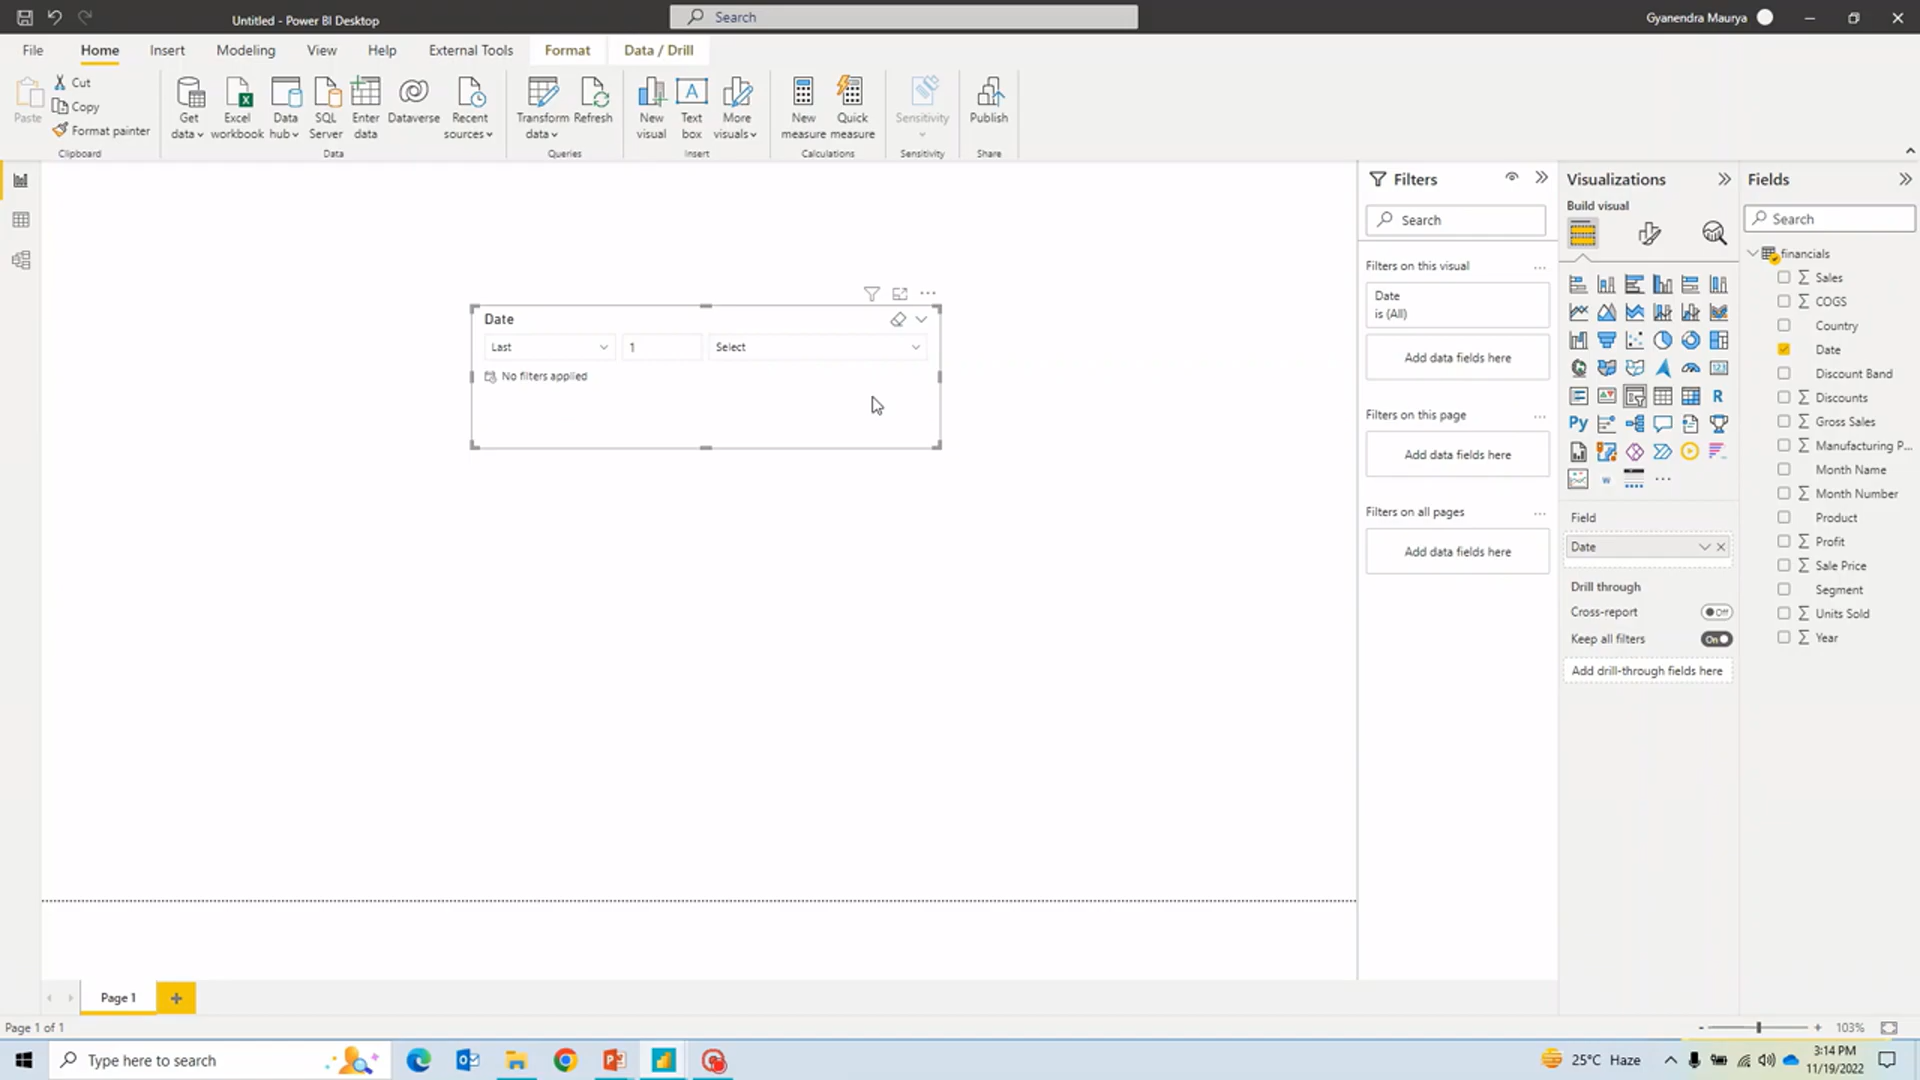 Untitled - Power BI Desktop
Search
Gyanendra Maurya
File
Home
Insert
Modeling
View
Help
External Tools
Format
Data / Drill
Paste
Cut
Copy
Format painter
Clipboard
Get data
Excel workbook
Data hub
SQL Server
Enter data
Dataverse
Recent sources
Data
Transform data
Refresh
Queries
New visual
Text box
More visuals
Insert
New measure
Quick measure
Calculations
Sensitivity
Sensitivity
Publish
Share
Date
Last
1
Select
No filters applied
Filters
Search
Filters on this visual
Date
is (All)
Add data fields here
Filters on this page
Add data fields here
Filters on all pages
Add data fields here
Visualizations
Build visual
123
R
Py
Field
Date
Drill through
Cross-report
Off
Keep all filters
On
Add drill-through fields here
Fields
Search
financials
Sales
COGS
Country
Date
Discount Band
Discounts
Gross Sales
Manufacturing P...
Month Name
Month Number
Product
Profit
Sale Price
Segment
Units Sold
Year
Page 1
Page 1 of 1
103%
Type here to search
25°C Haze
3:14 PM
11/19/2022